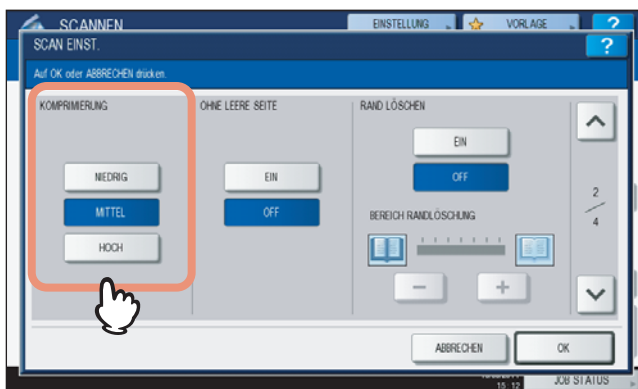 SCANNEN
EINSTELLUNG
VORLAGE
?
SCAN EINST.
?
Auf OK oder ABBRECHEN drücken.
KOMPRIMIERUNG
NIEDRIG
MITTEL
HOCH
OHNE LEERE SEITE
EIN
OFF
RAND LÖSCHEN
EIN
OFF
BEREICH RANDLÖSCHUNG
2
4
ABBRECHEN
OK
15:12
JOB STATUS